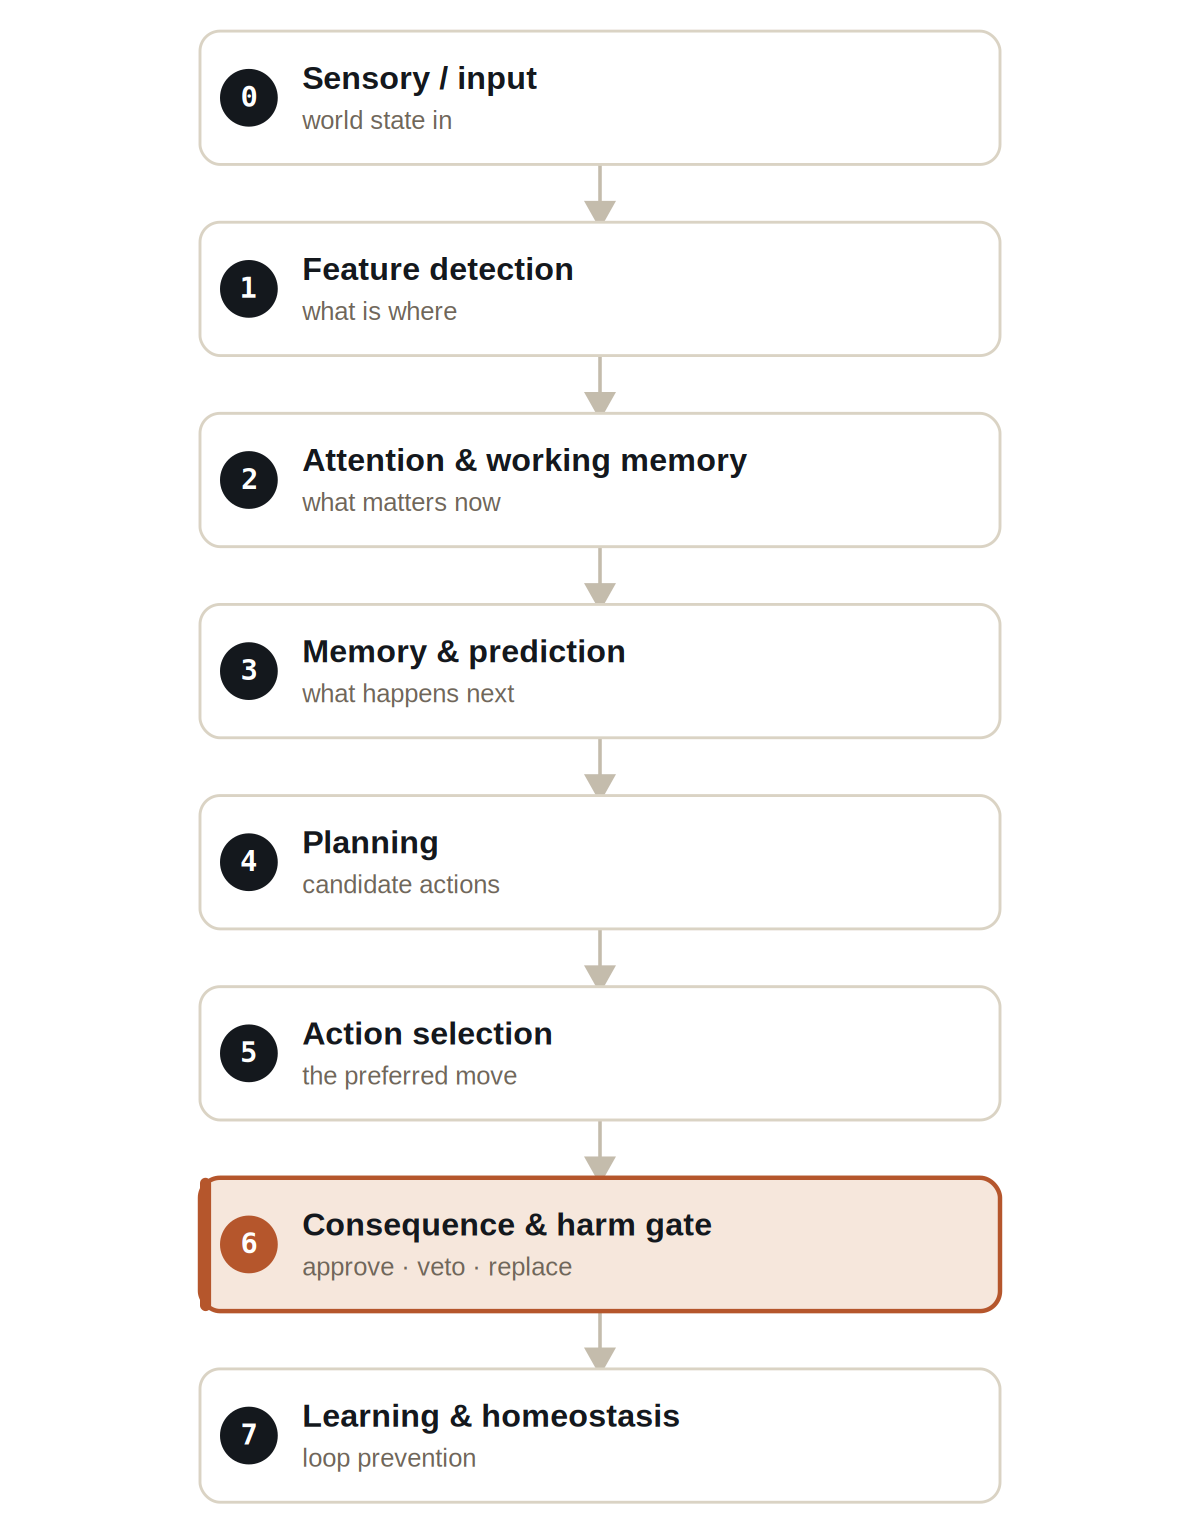 0
Sensory / input
world state in
1
Feature detection
what is where
2
Attention & working memory
what matters now
3
Memory & prediction
what happens next
4
Planning
candidate actions
5
Action selection
the preferred move
6
Consequence & harm gate
approve · veto · replace
7
Learning & homeostasis
loop prevention